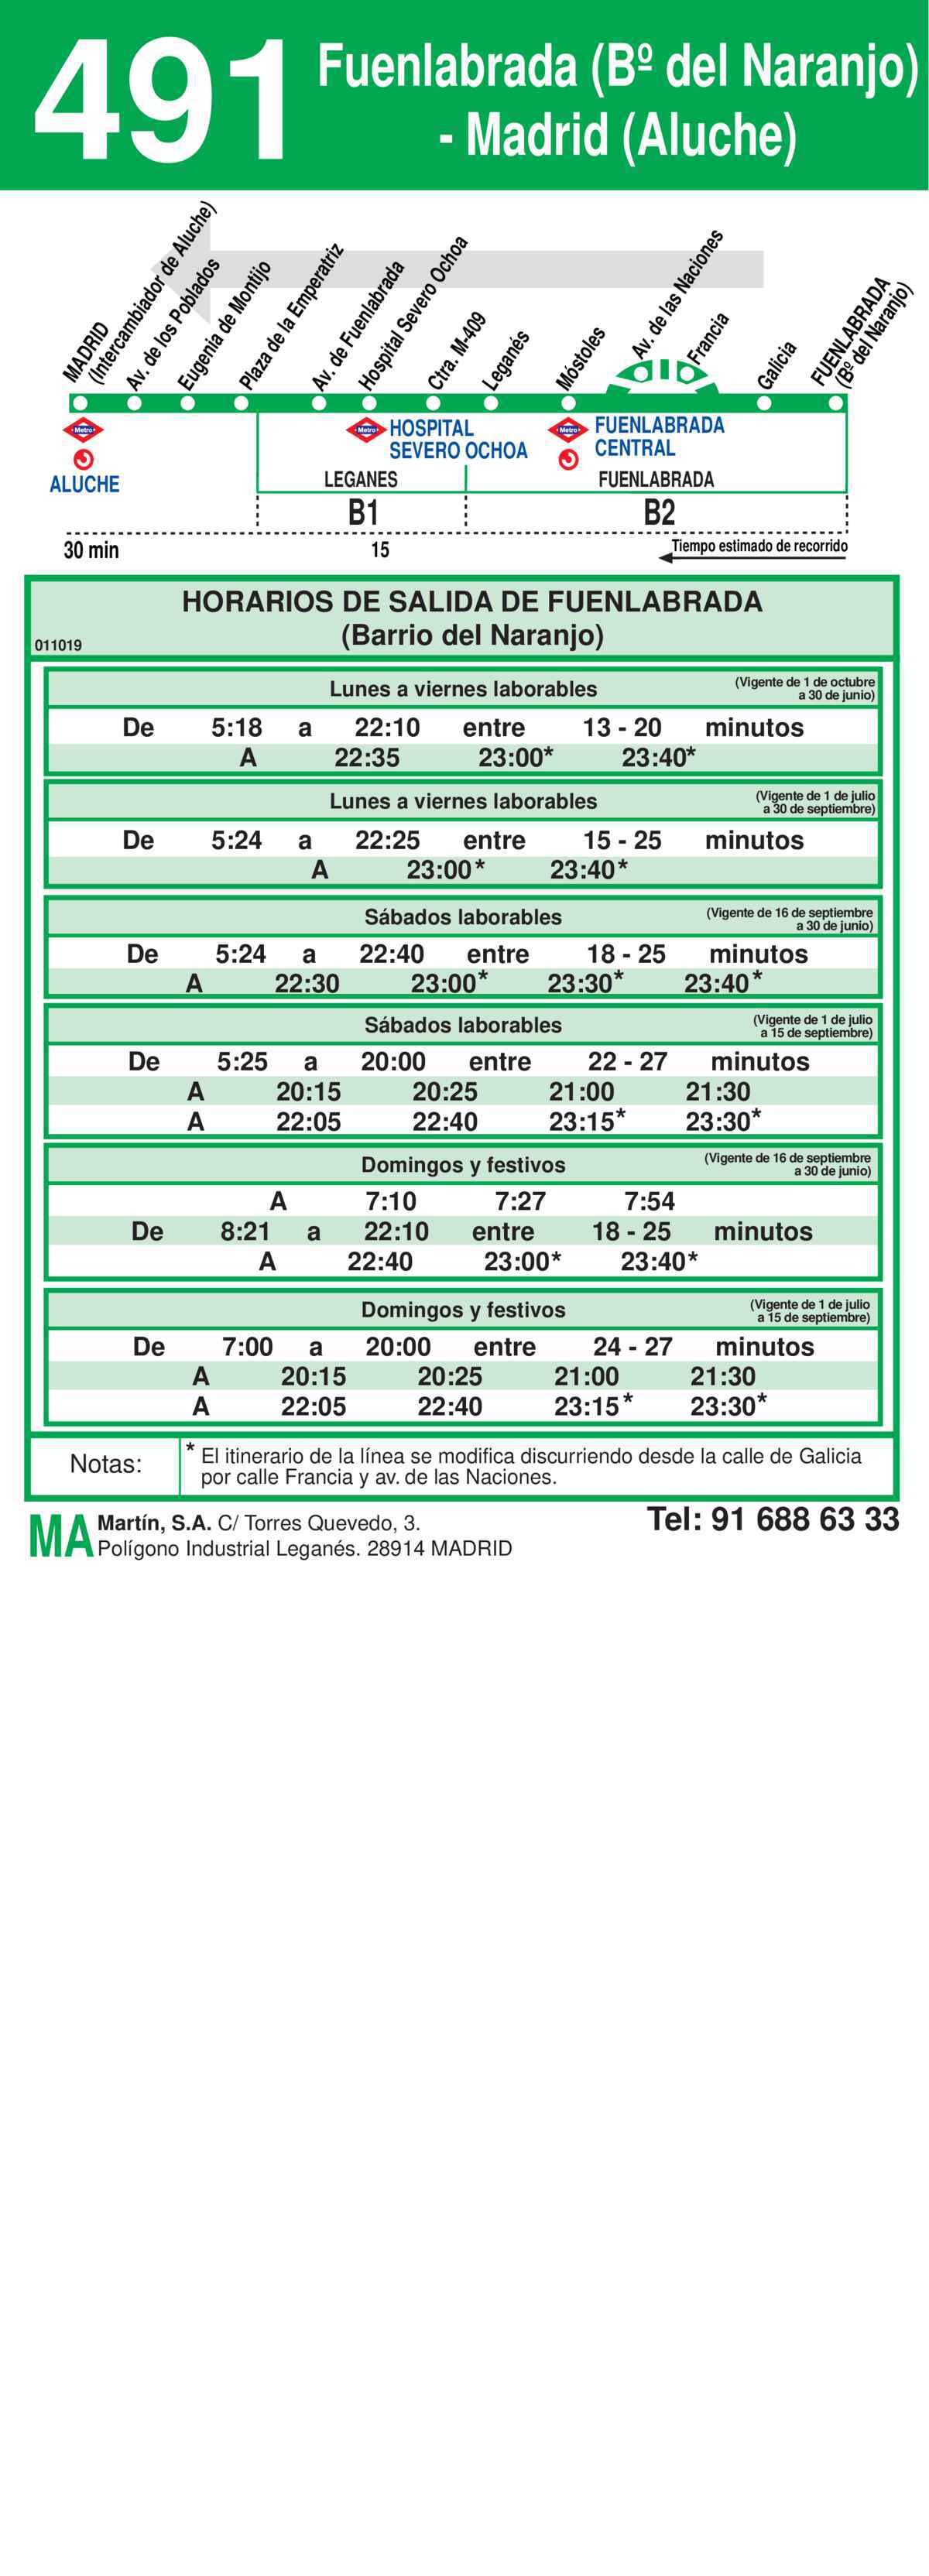 491
Fuenlabrada (Bº del Naranjo)
- Madrid (Aluche)
MADRID
(Intercambiador de Aluche)
Av. de los Poblados
Eugenia de Montijo
Plaza de la Emperatriz
Av. de Fuenlabrada
Hospital Severo Ochoa
Ctra. M-409
Leganés
Móstoles
Av. de las Naciones
Francia
Galicia
FUENLABRADA
(Bº del Naranjo)
Metro
ALUCHE
Metro
HOSPITAL
SEVERO OCHOA
Metro
FUENLABRADA
CENTRAL
LEGANES
FUENLABRADA
B1
B2
30 min
15
Tiempo estimado de recorrido
HORARIOS DE SALIDA DE FUENLABRADA
(Barrio del Naranjo)
011019
Lunes a viernes laborables
(Vigente de 1 de octubre
a 30 de junio)
De 5:18 a 22:10 entre 13 - 20 minutos
A 22:35 23:00* 23:40*
Lunes a viernes laborables
(Vigente de 1 de julio
a 30 de septiembre)
De 5:24 a 22:25 entre 15 - 25 minutos
A 23:00* 23:40*
Sábados laborables
(Vigente de 16 de septiembre
a 30 de junio)
De 5:24 a 22:40 entre 18 - 25 minutos
A 22:30 23:00* 23:30* 23:40*
Sábados laborables
(Vigente de 1 de julio
a 15 de septiembre)
De 5:25 a 20:00 entre 22 - 27 minutos
A 20:15 20:25 21:00 21:30
A 22:05 22:40 23:15* 23:30*
Domingos y festivos
(Vigente de 16 de septiembre
a 30 de junio)
A 7:10 7:27 7:54
De 8:21 a 22:10 entre 18 - 25 minutos
A 22:40 23:00* 23:40*
Domingos y festivos
(Vigente de 1 de julio
a 15 de septiembre)
De 7:00 a 20:00 entre 24 - 27 minutos
A 20:15 20:25 21:00 21:30
A 22:05 22:40 23:15* 23:30*
Notas:
* El itinerario de la línea se modifica discurriendo desde la calle de Galicia
por calle Francia y av. de las Naciones.
MA
Martín, S.A. C/ Torres Quevedo, 3.
Polígono Industrial Leganés. 28914 MADRID
Tel: 91 688 63 33